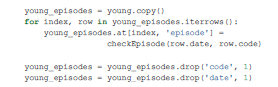 young_episodes = young.copy()
for index, row in young_episodes.iterrows():
    young_episodes.at[index, 'episode'] =
                checkEpisode(row.date, row.code)

young_episodes = young_episodes.drop('code', 1)
young_episodes = young_episodes.drop('date', 1)